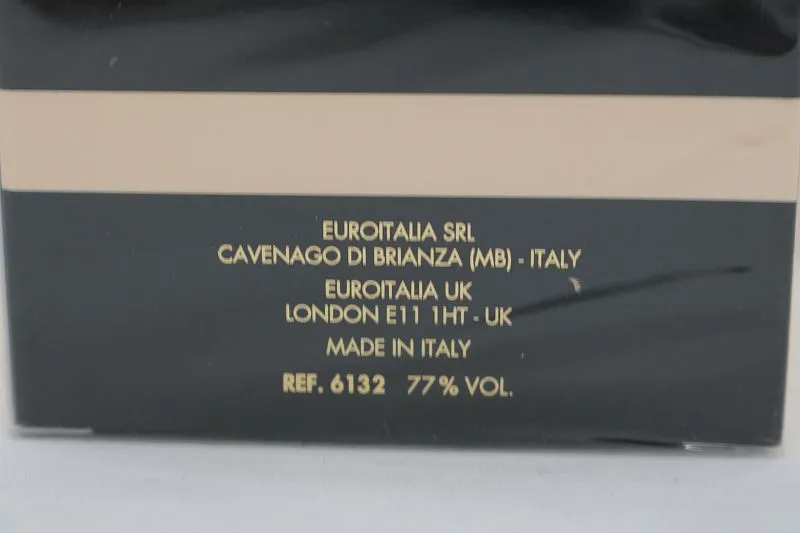 EUROITALIA SRL
CAVENAGO DI BRIANZA (MB) - ITALY
EUROITALIA UK
LONDON E11 1HT - UK
MADE IN ITALY
REF. 6132 77% VOL.